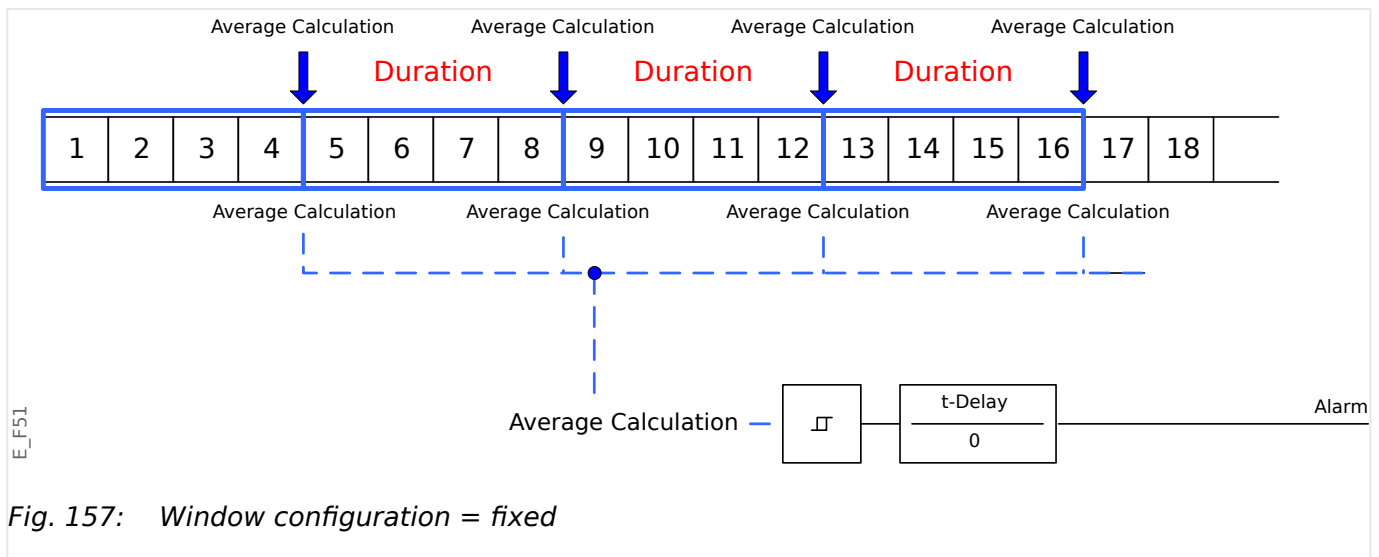 Average Calculation Average Calculation Average Calculation Average Calculation
Duration Duration Duration
1 2 3 4 5 6 7 8 9 10 11 12 13 14 15 16 17 18
Average Calculation Average Calculation Average Calculation Average Calculation
t-Delay
Alarm
Average Calculation
0
E_F51
Fig. 157: Window configuration = fixed